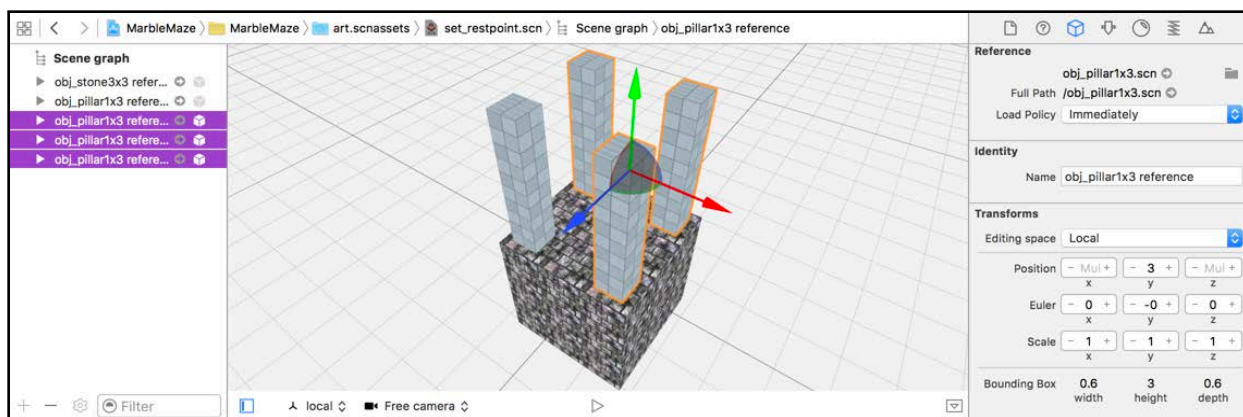 MarbleMaze MarbleMaze art.scnassets set_restpoint.scn Scene graph obj_pillar1x3 reference
Scene graph
obj_stone3x3 refer...
obj_pillar1x3 refere...
obj_pillar1x3 refere...
obj_pillar1x3 refere...
obj_pillar1x3 refere...
Filter
local Free camera
Reference
obj_pillar1x3.scn
Full Path /obj_pillar1x3.scn
Load Policy Immediately
Identity
Name obj_pillar1x3 reference
Transforms
Editing space Local
Position - Mul + - 3 + - Mul +
x y z
Euler - 0 + - -0 + - 0 +
x y z
Scale - 1 + - 1 + - 1 +
x y z
Bounding Box 0.6 3 0.6
width height depth